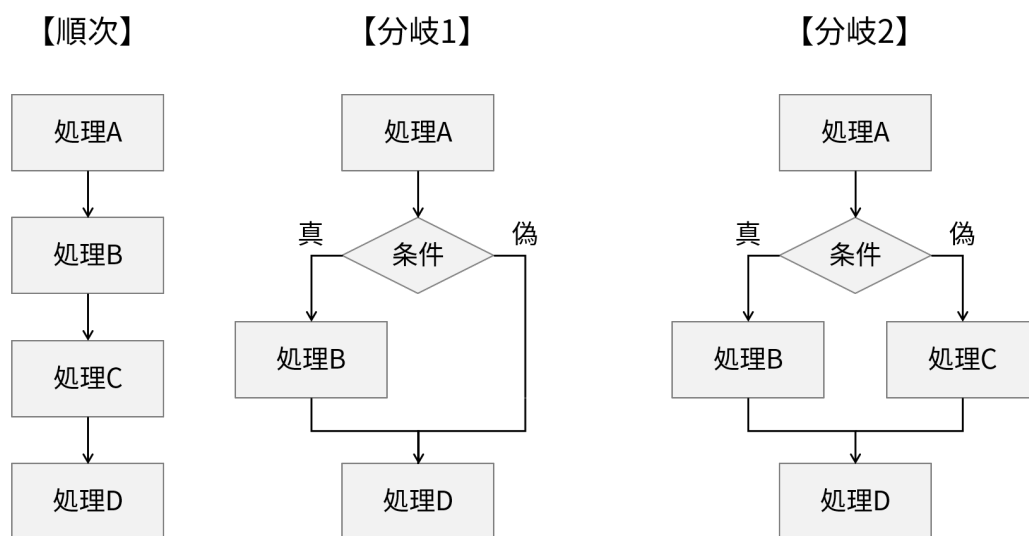 【順次】
処理A
処理B
処理C
処理D
【分岐1】
処理A
条件
真
偽
処理B
処理D
【分岐2】
処理A
条件
真
偽
処理B
処理C
処理D